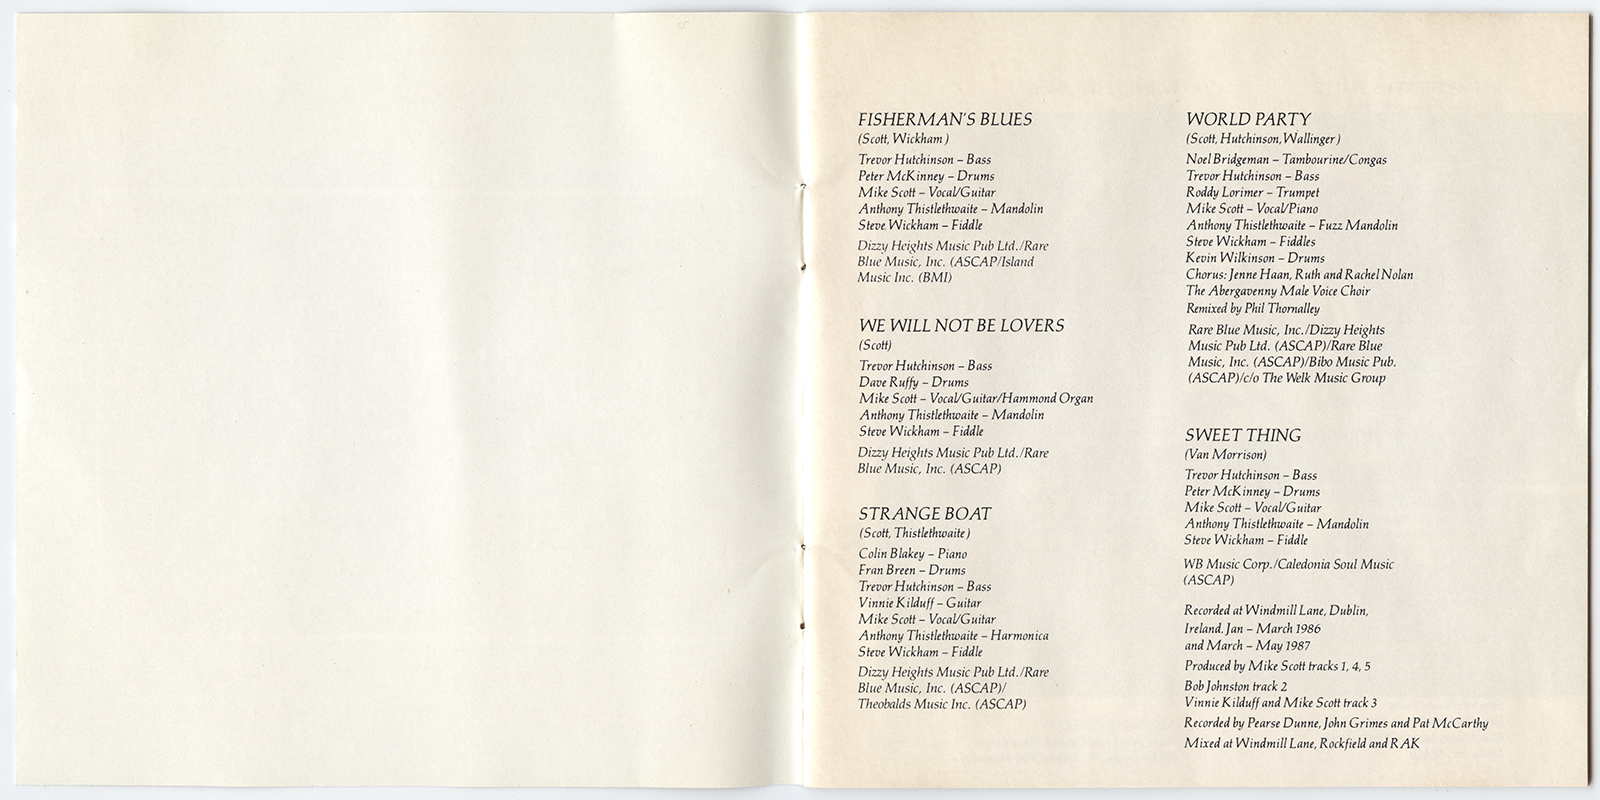 FISHERMAN'S BLUES
(Scott, Wickham )
Trevor Hutchinson – Bass
Peter McKinney – Drums
Mike Scott – Vocal/Guitar
Anthony Thistlethwaite – Mandolin
Steve Wickham – Fiddle
Dizzy Heights Music Pub Ltd./Rare
Blue Music, Inc. (ASCAP/Island
Music Inc. (BMI)
WE WILL NOT BE LOVERS
(Scott)
Trevor Hutchinson – Bass
Dave Ruffy – Drums
Mike Scott – Vocal/Guitar/Hammond Organ
Anthony Thistlethwaite – Mandolin
Steve Wickham – Fiddle
Dizzy Heights Music Pub Ltd./Rare
Blue Music, Inc. (ASCAP)
STRANGE BOAT
(Scott, Thistlethwaite )
Colin Blakey – Piano
Fran Breen – Drums
Trevor Hutchinson – Bass
Vinnie Kilduff – Guitar
Mike Scott – Vocal/Guitar
Anthony Thistlethwaite – Harmonica
Steve Wickham – Fiddle
Dizzy Heights Music Pub Ltd./Rare
Blue Music, Inc. (ASCAP)/
Theobalds Music Inc. (ASCAP)
WORLD PARTY
(Scott, Hutchinson, Wallinger )
Noel Bridgeman – Tambourine/Congas
Trevor Hutchinson – Bass
Roddy Lorimer – Trumpet
Mike Scott – Vocal/Piano
Anthony Thistlethwaite – Fuzz Mandolin
Steve Wickham – Fiddles
Kevin Wilkinson – Drums
Chorus: Jenne Haan, Ruth and Rachel Nolan
The Abergavenny Male Voice Choir
Remixed by Phil Thornalley
Rare Blue Music, Inc./Dizzy Heights
Music Pub Ltd. (ASCAP)/Rare Blue
Music, Inc. (ASCAP)/Bibo Music Pub.
(ASCAP)/c/o The Welk Music Group
SWEET THING
(Van Morrison)
Trevor Hutchinson – Bass
Peter McKinney – Drums
Mike Scott – Vocal/Guitar
Anthony Thistlethwaite – Mandolin
Steve Wickham – Fiddle
WB Music Corp./Caledonia Soul Music
(ASCAP)
Recorded at Windmill Lane, Dublin,
Ireland. Jan – March 1986
and March – May 1987
Produced by Mike Scott tracks 1, 4, 5
Bob Johnston track 2
Vinnie Kilduff and Mike Scott track 3
Recorded by Pearse Dunne, John Grimes and Pat McCarthy
Mixed at Windmill Lane, Rockfield and RAK